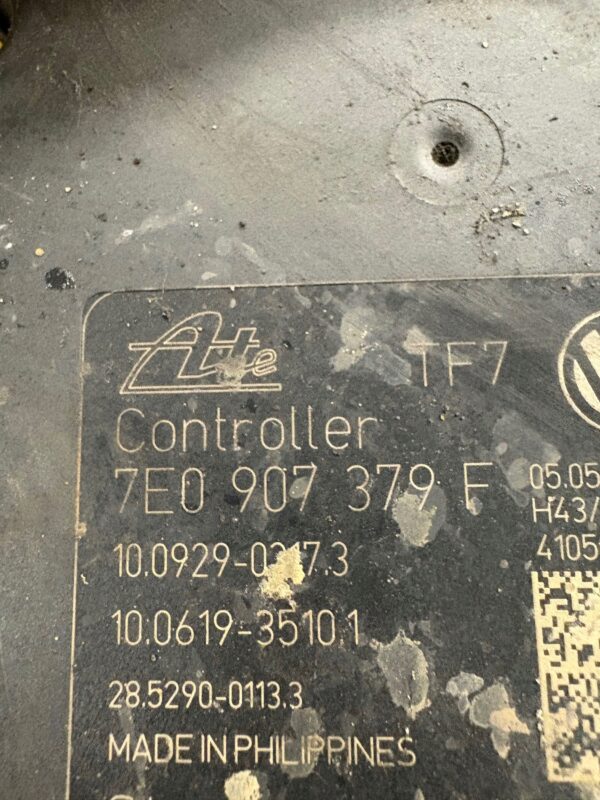 Ate TF7
Controller
7E0 907 379 F 05.05
H43/
10.0929-0317.3 4105
10.0619-3510.1
28.5290-0113.3
MADE IN PHILIPPINES